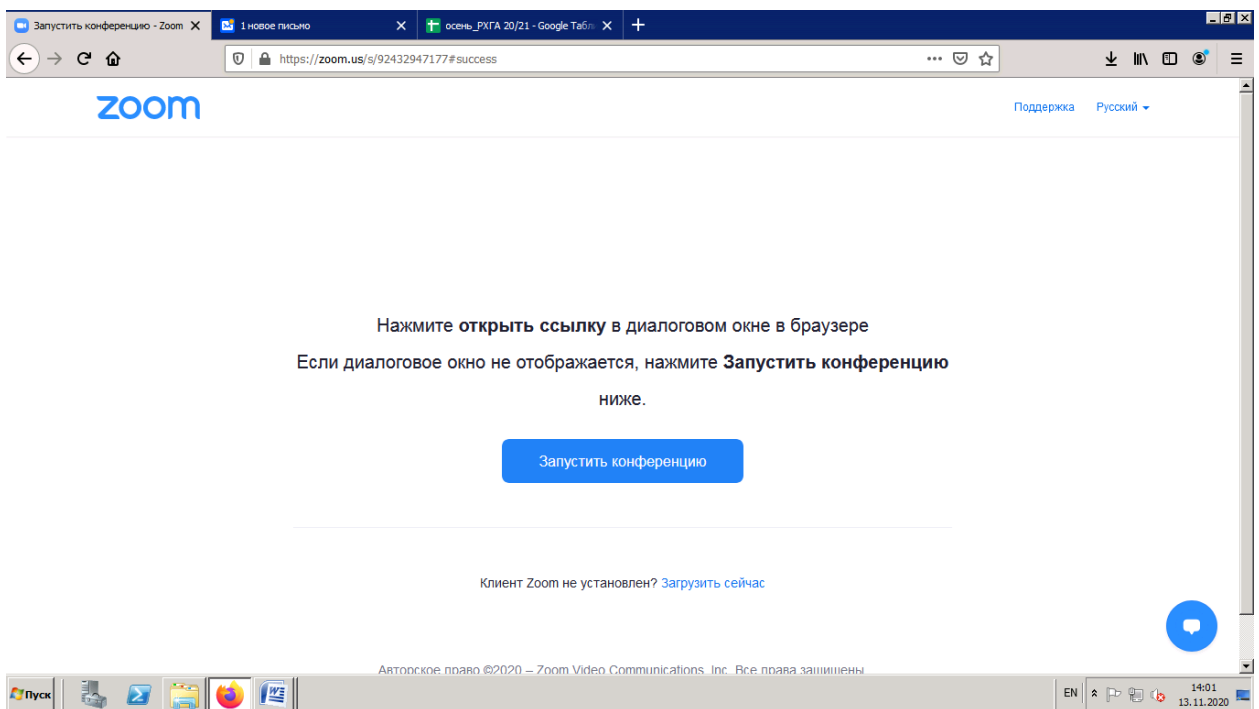 Запустить конференцию - Zoom
1 новое письмо
осень_РХГА 20/21 - Google Табл
https://zoom.us/s/92432947177#success
zoom
Поддержка
Русский
Нажмите открыть ссылку в диалоговом окне в браузере
Если диалоговое окно не отображается, нажмите Запустить конференцию
ниже.
Запустить конференцию
Клиент Zoom не установлен? Загрузить сейчас
Авторское право ©2020 – Zoom Video Communications, Inc. Все права защищены
Пуск
EN
14:01
13.11.2020